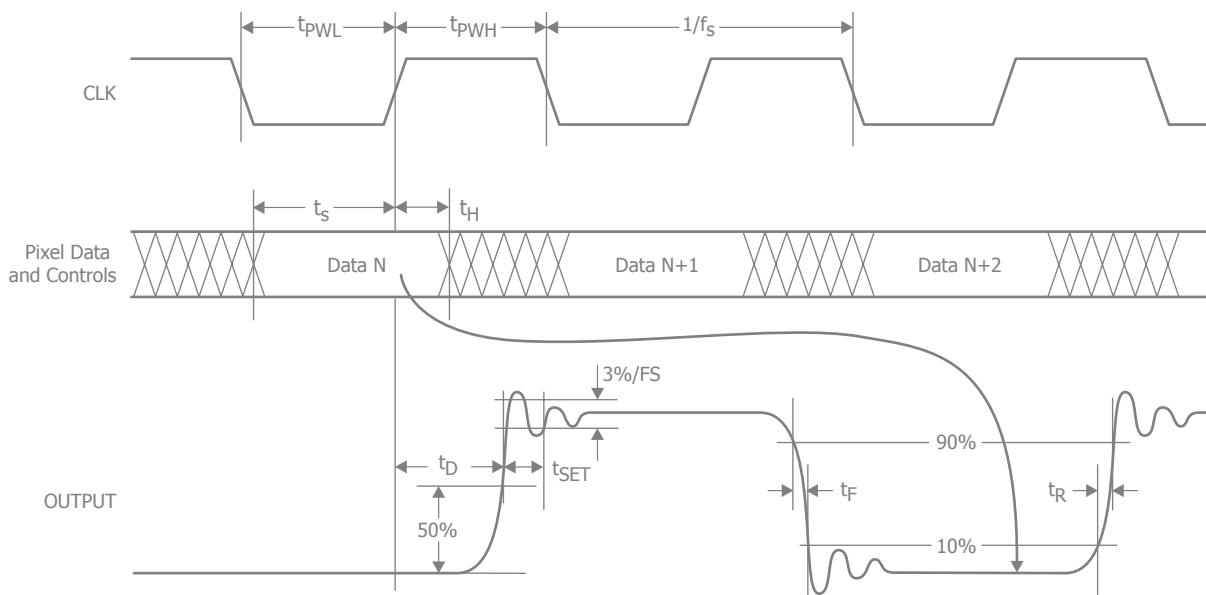 tPWL
tPWH
1/fS
CLK
tS
tH
Pixel Data
and Controls
Data N
Data N+1
Data N+2
3%/FS
tD
tSET
90%
OUTPUT
tF
tR
50%
10%